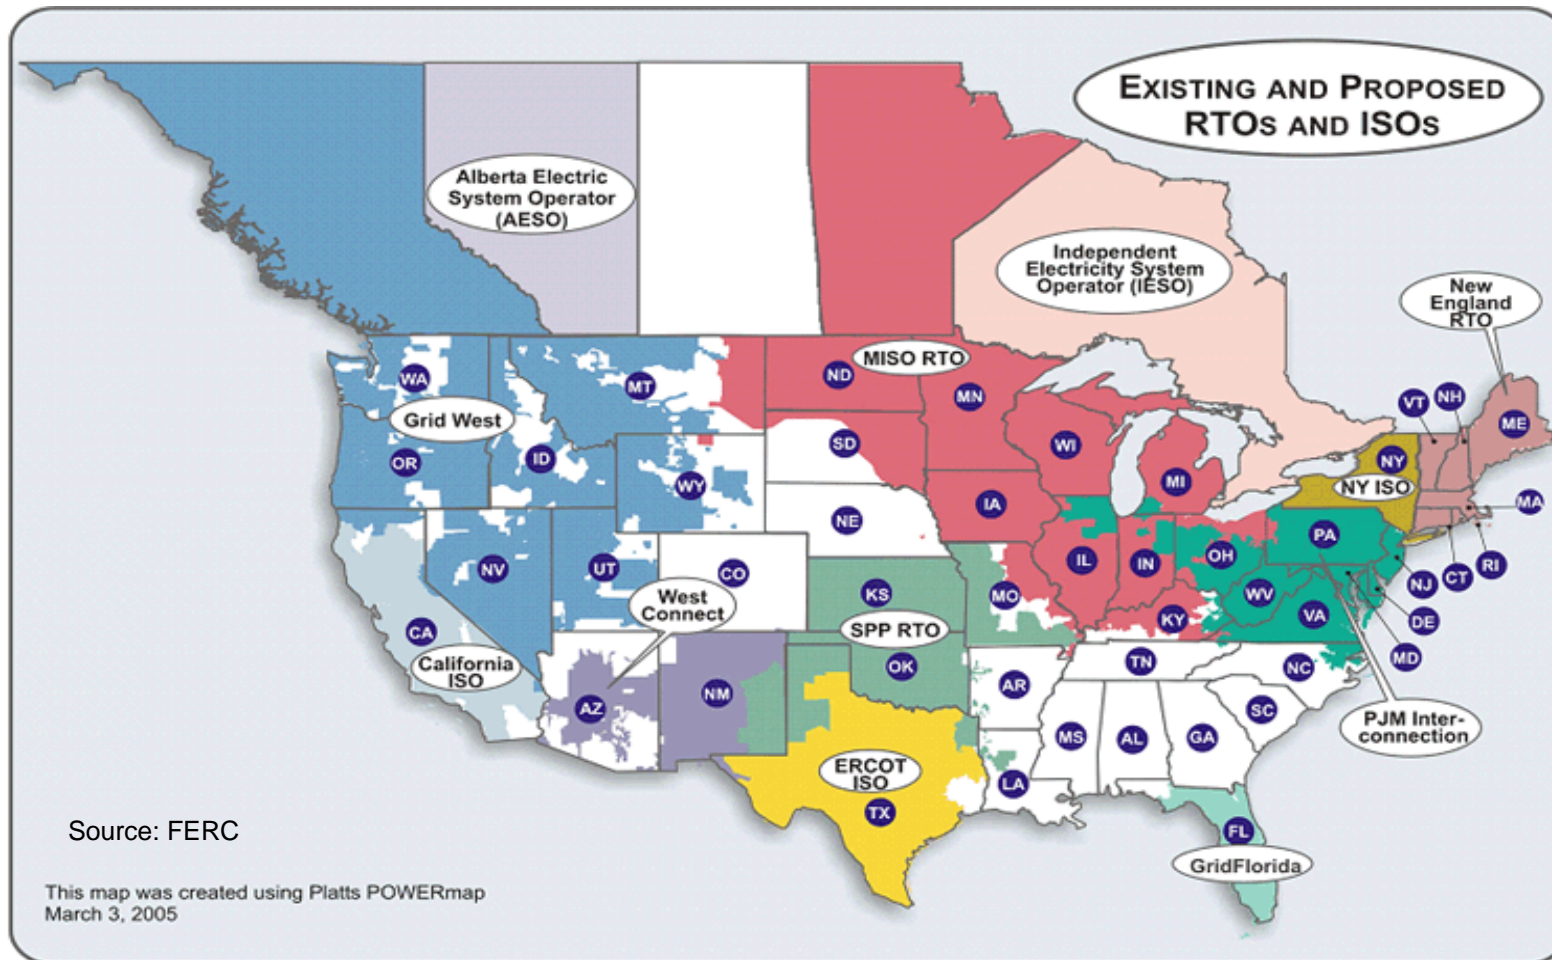 EXISTING AND PROPOSED
RTOS AND ISOS
Alberta Electric
System Operator
(AESO)
Independent
Electricity System
Operator (IESO)
New
England
RTO
MISO RTO
WA
MT
ND
MN
VT
NH
ME
Grid West
OR
ID
SD
WI
NY
WY
MI
NY ISO
NE
IA
MA
PA
NV
UT
CO
IL
IN
OH
RI
CT
NJ
KS
MO
WV
West
Connect
VA
DE
KY
CA
SPP RTO
MD
TN
NC
California
ISO
OK
AR
NM
AZ
SC
PJM Inter-
connection
MS
AL
GA
ERCOT
ISO
LA
TX
Source: FERC
FL
GridFlorida
This map was created using Platts POWERmap
March 3, 2005